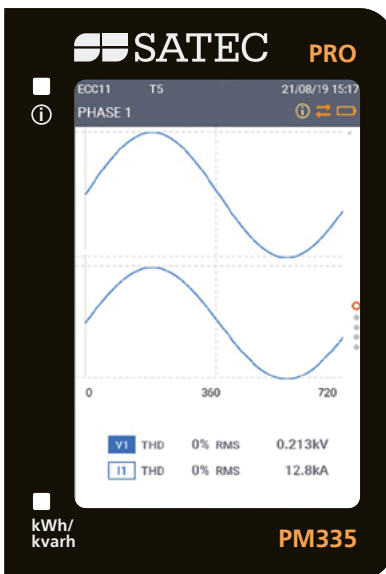 SATEC PRO
ECC11 T5 21/08/19 15:17
PHASE 1
0 360 720
V1 THD 0% RMS 0.213kV
I1 THD 0% RMS 12.8kA
kWh/
kvarh
PM335